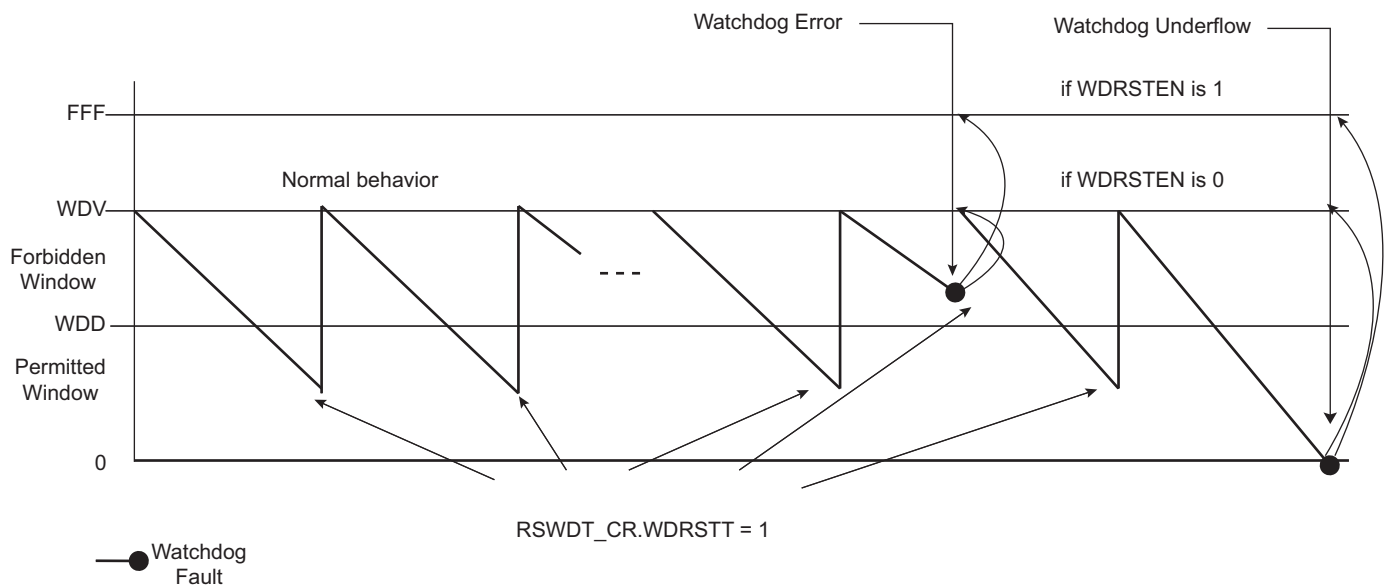 Watchdog Error
Watchdog Underflow
if WDRSTEN is 1
FFF
Normal behavior
if WDRSTEN is 0
WDV
Forbidden
Window
WDD
Permitted
Window
0
RSWDT_CR.WDRSTT = 1
Watchdog
Fault